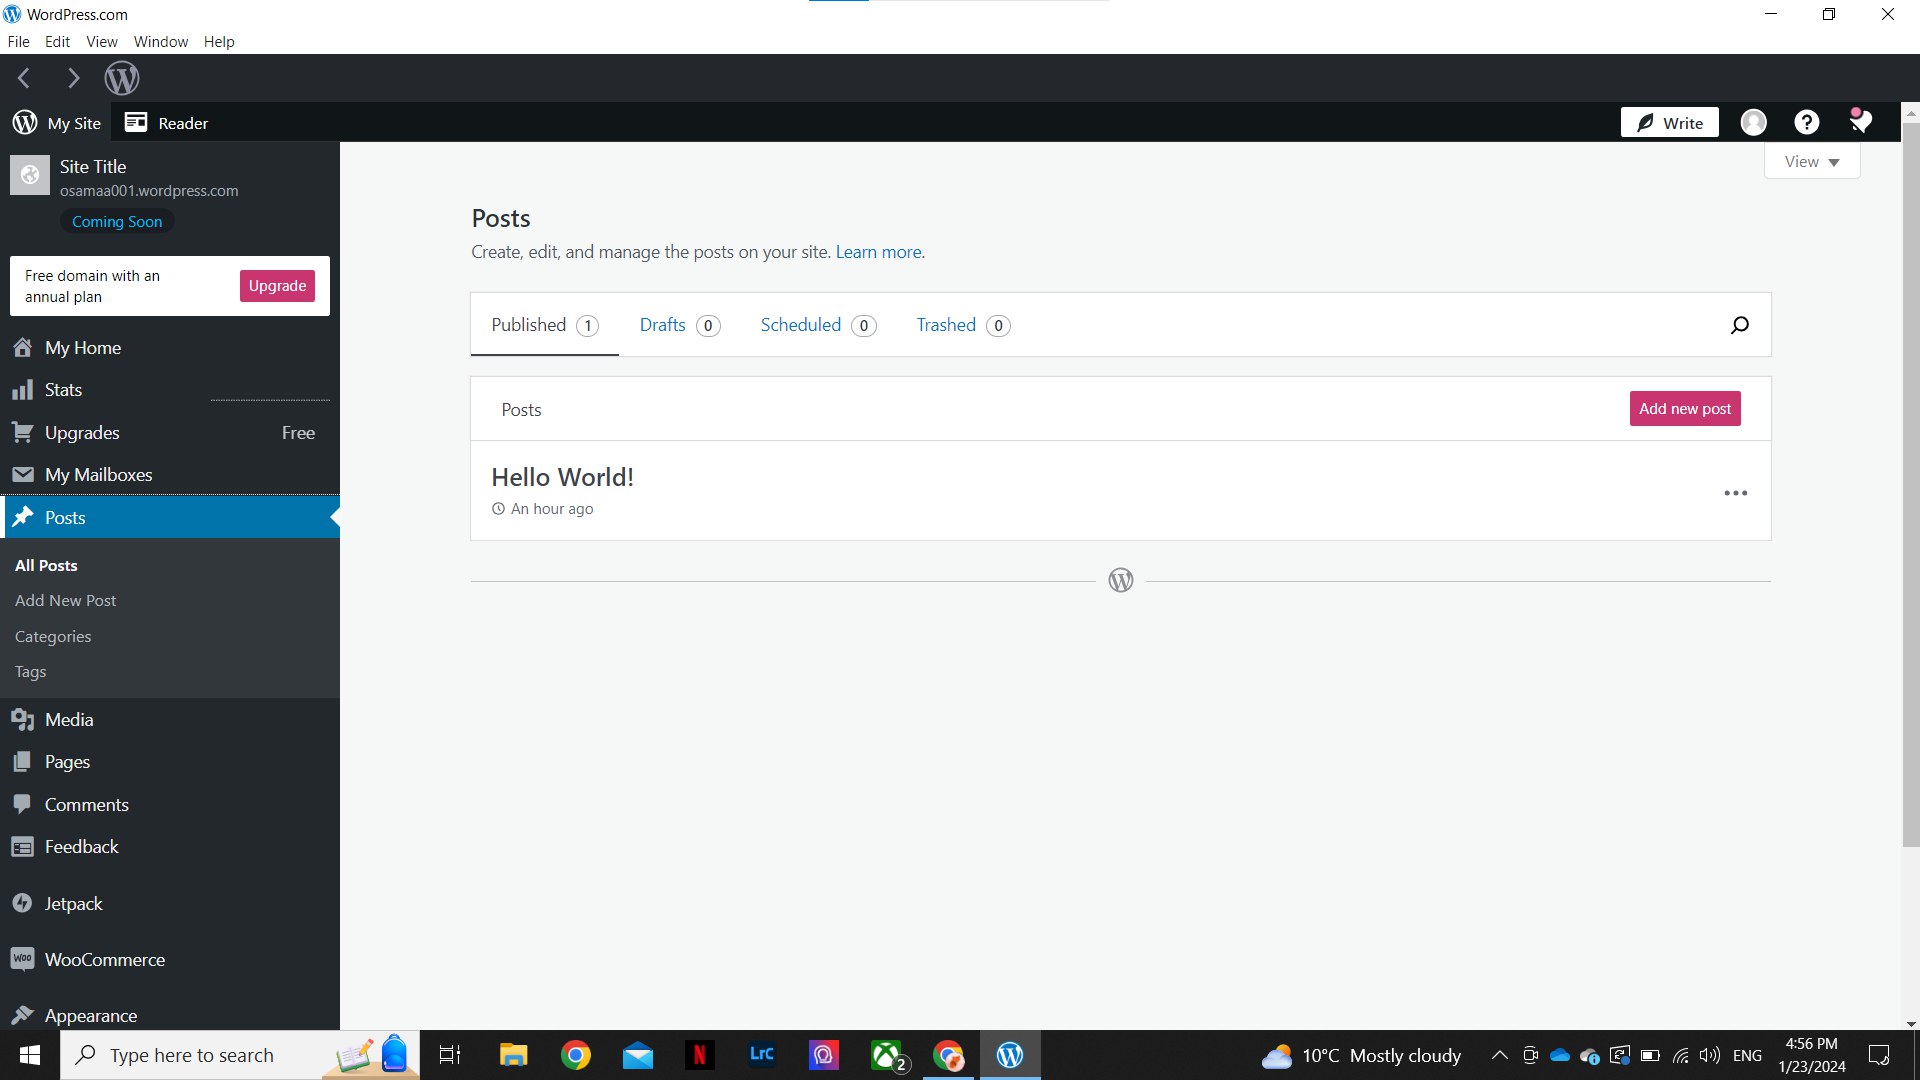 WordPress.com
File Edit View Window Help
My Site Reader Write
Site Title
osamaa001.wordpress.com
Coming Soon
Free domain with an
annual plan
Upgrade
My Home
Stats
Upgrades Free
My Mailboxes
Posts
All Posts
Add New Post
Categories
Tags
Media
Pages
Comments
Feedback
Jetpack
WooCommerce
Appearance
View
Posts
Create, edit, and manage the posts on your site. Learn more.
Published 1 Drafts 0 Scheduled 0 Trashed 0
Posts Add new post
Hello World!
An hour ago
Type here to search
LrC
2
10°C Mostly cloudy
ENG
4:56 PM
1/23/2024